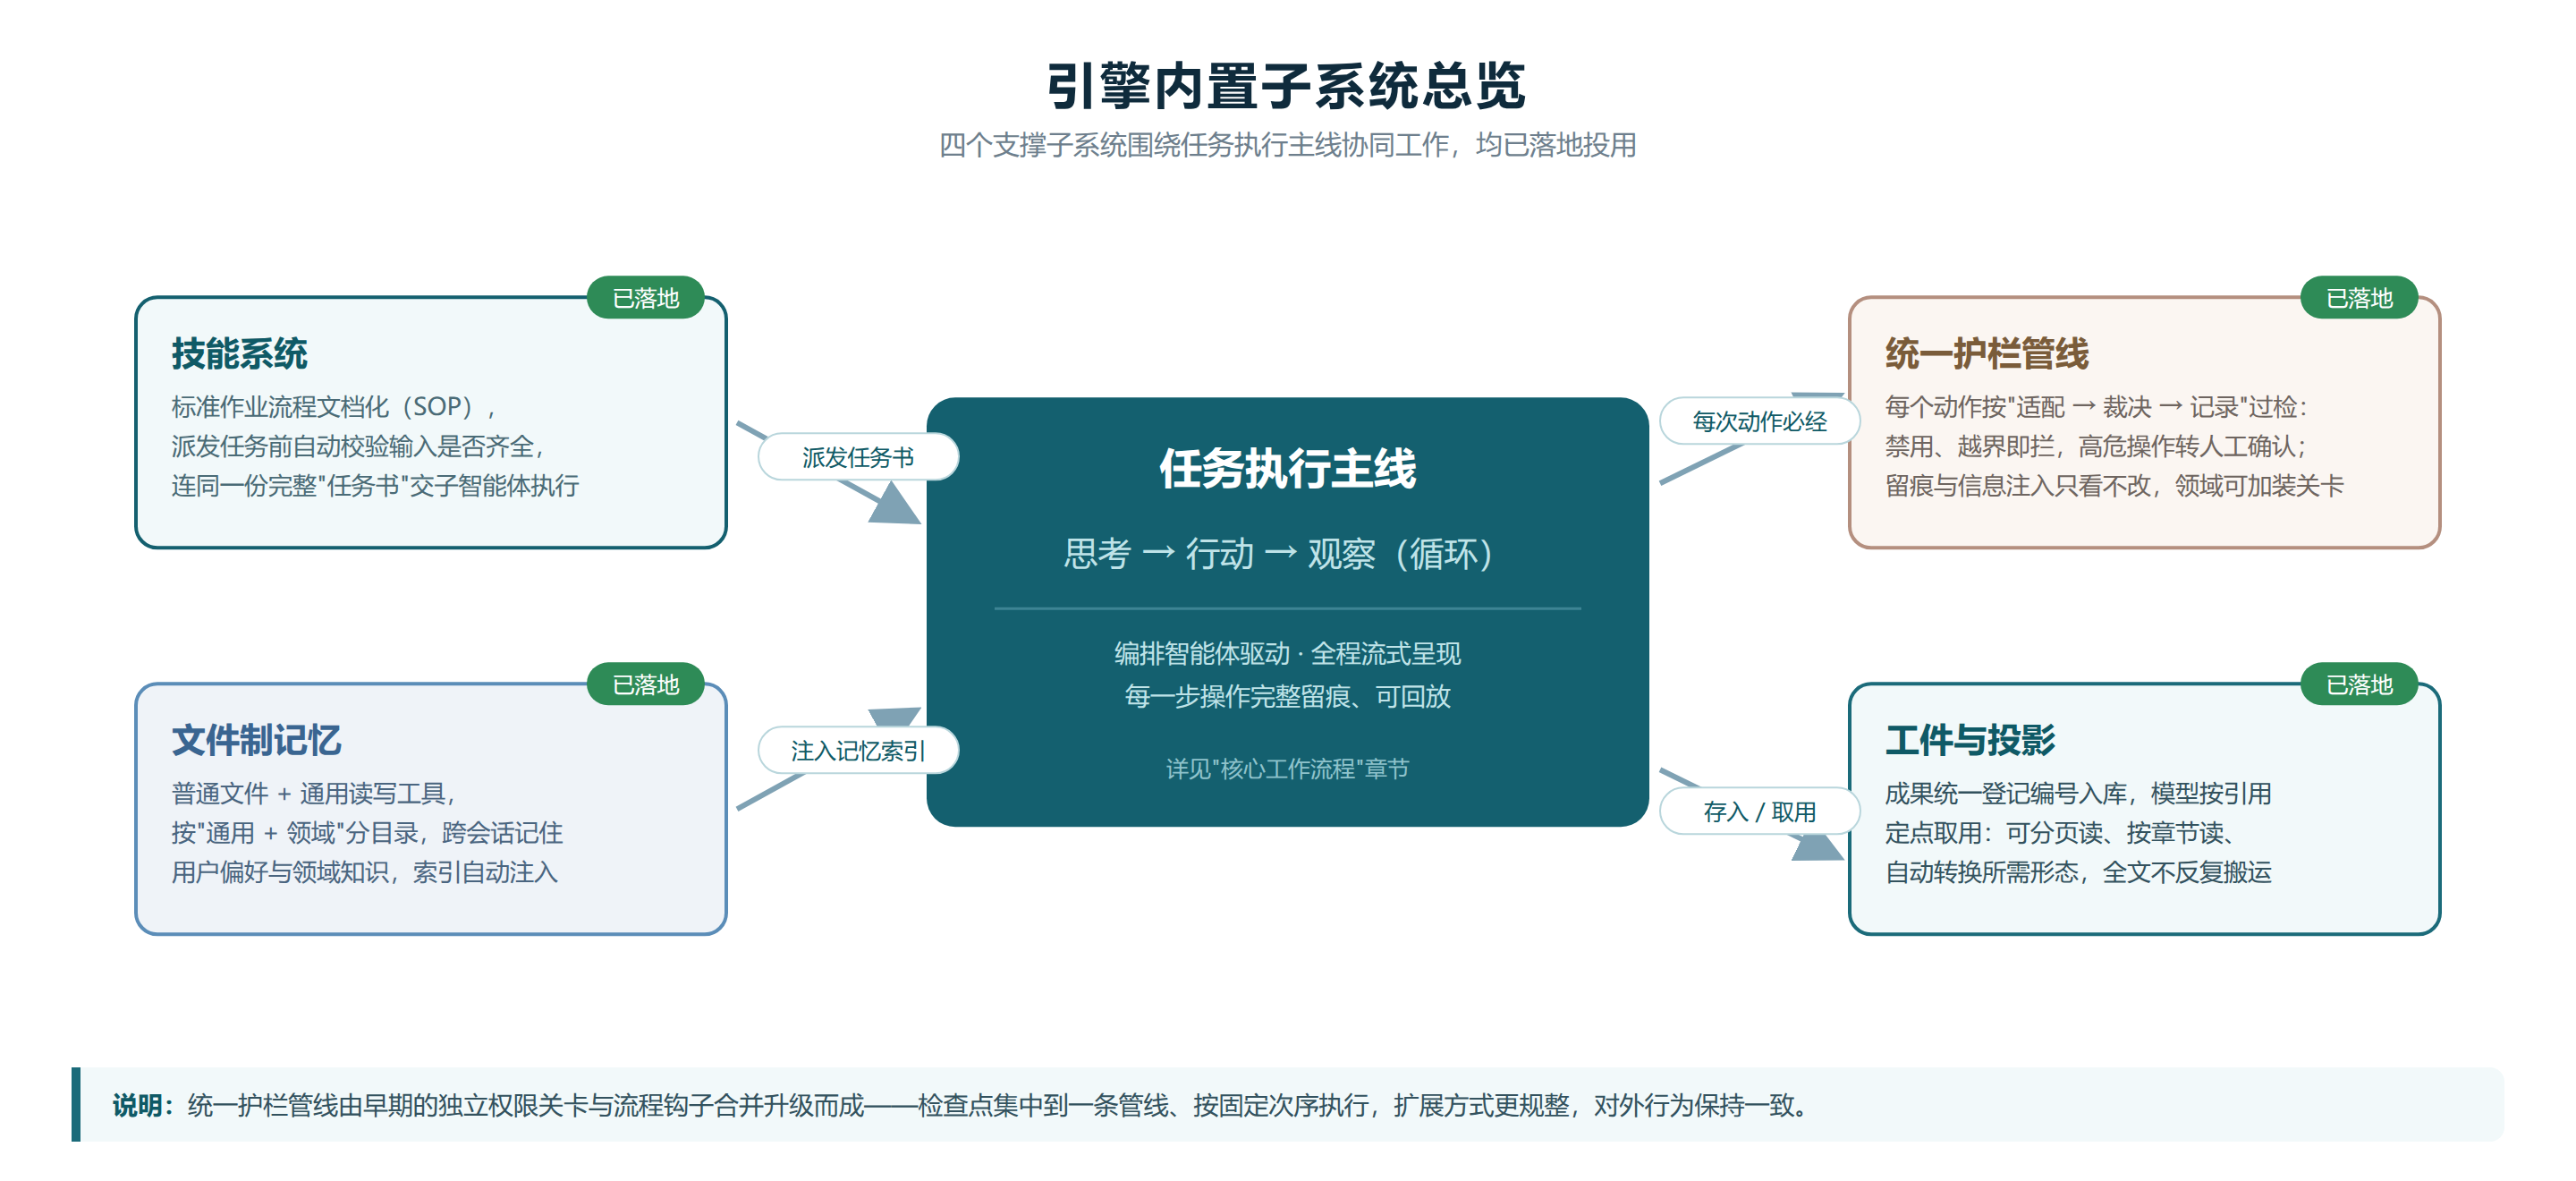 引擎内置子系统总览
四个支撑子系统围绕任务执行主线协同工作，均已落地投用
已落地
技能系统
标准作业流程文档化（SOP），
派发任务前自动校验输入是否齐全，
连同一份完整"任务书"交子智能体执行
派发任务书
已落地
文件制记忆
普通文件 + 通用读写工具，
按"通用 + 领域"分目录，跨会话记住
用户偏好与领域知识，索引自动注入
注入记忆索引
任务执行主线
思考 → 行动 → 观察（循环）
编排智能体驱动 · 全程流式呈现
每一步操作完整留痕、可回放
详见"核心工作流程"章节
每次动作必经
已落地
统一护栏管线
每个动作按"适配 → 裁决 → 记录"过检：
禁用、越界即拦，高危操作转人工确认；
留痕与信息注入只看不改，领域可加装关卡
存入 / 取用
已落地
工件与投影
成果统一登记编号入库，模型按引用
定点取用：可分页读、按章节读、
自动转换所需形态，全文不反复搬运
说明：统一护栏管线由早期的独立权限关卡与流程钩子合并升级而成——检查点集中到一条管线、按固定次序执行，扩展方式更规整，对外行为保持一致。